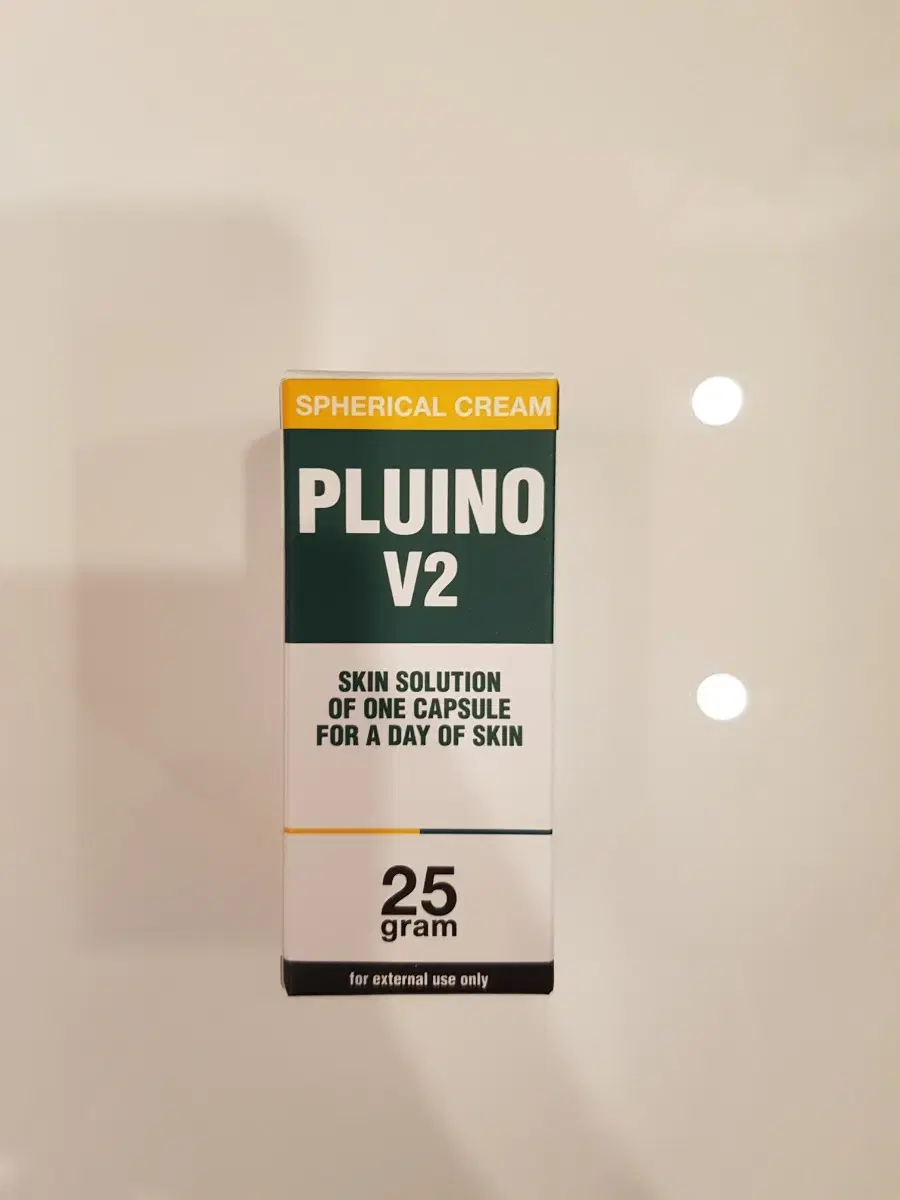 SPHERICAL CREAM
PLUINO
V2
SKIN SOLUTION
OF ONE CAPSULE
FOR A DAY OF SKIN
25
gram
for external use only